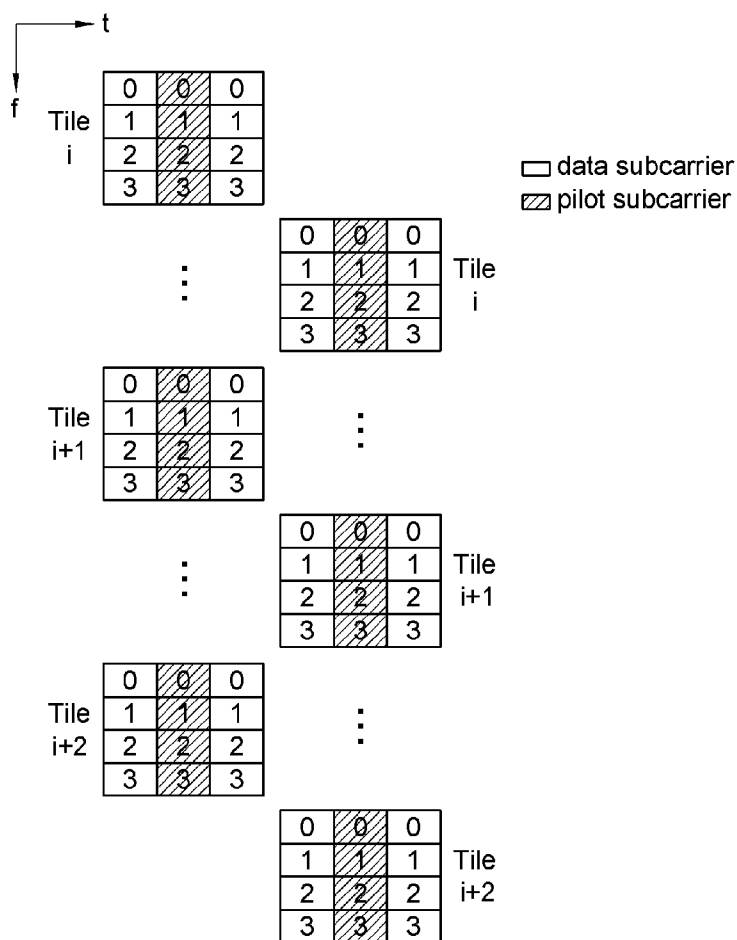 t
f
0 0 0
Tile 1 1 1
i 2 2 2
3 3 3
data subcarrier
pilot subcarrier
0 0 0
1 1 1 Tile
2 2 2 i
3 3 3
0 0 0
Tile 1 1 1
i+1 2 2 2
3 3 3
0 0 0
1 1 1 Tile
2 2 2 i+1
3 3 3
0 0 0
Tile 1 1 1
i+2 2 2 2
3 3 3
0 0 0
1 1 1 Tile
2 2 2 i+2
3 3 3